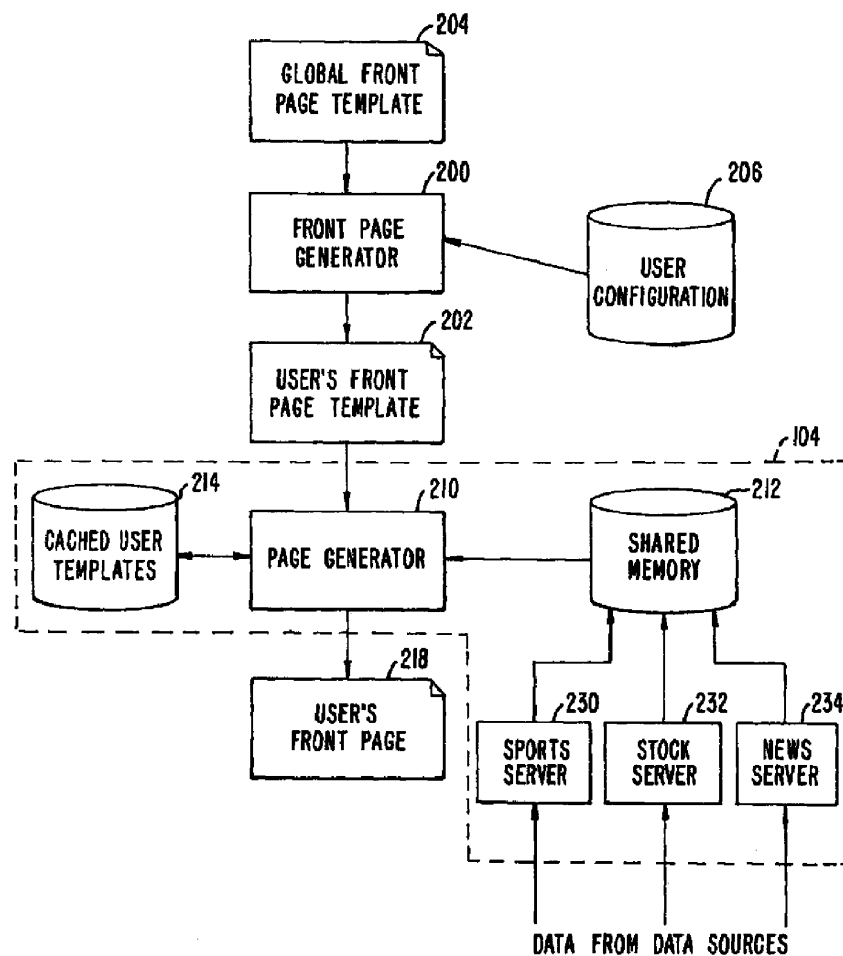 204
GLOBAL FRONT
PAGE TEMPLATE
200
206
FRONT PAGE
GENERATOR
USER
CONFIGURATION
202
USER'S FRONT
PAGE TEMPLATE
104
214
210
212
CACHED USER
TEMPLATES
PAGE GENERATOR
SHARED
MEMORY
218
USER'S
FRONT PAGE
230
232
234
SPORTS
SERVER
STOCK
SERVER
NEWS
SERVER
DATA FROM DATA SOURCES